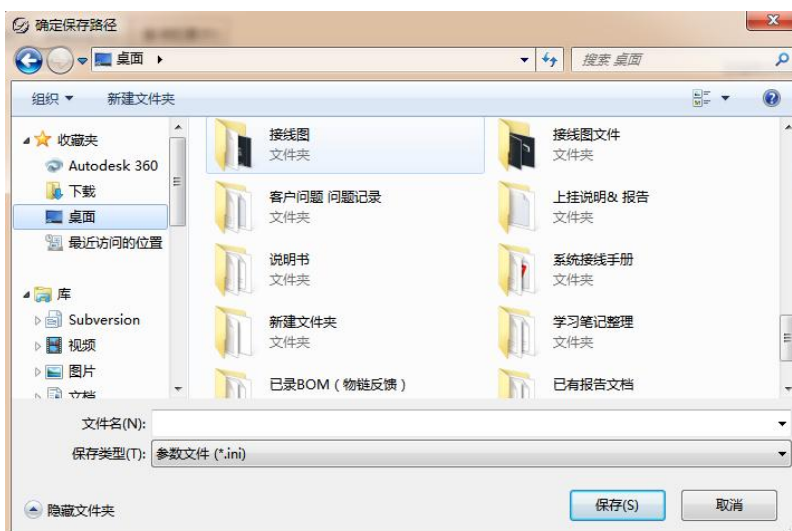 确定保存路径
桌面
搜索 桌面
组织
新建文件夹
收藏夹
Autodesk 360
下载
桌面
最近访问的位置
库
Subversion
视频
图片
文档
接线图
文件夹
接线图文件
文件夹
客户问题 问题记录
文件夹
上挂说明& 报告
文件夹
说明书
文件夹
系统接线手册
文件夹
新建文件夹
文件夹
学习笔记整理
文件夹
已录BOM（物链反馈）
已有报告文档
文件名(N):
保存类型(T): 参数文件 (*.ini)
隐藏文件夹
保存(S)
取消